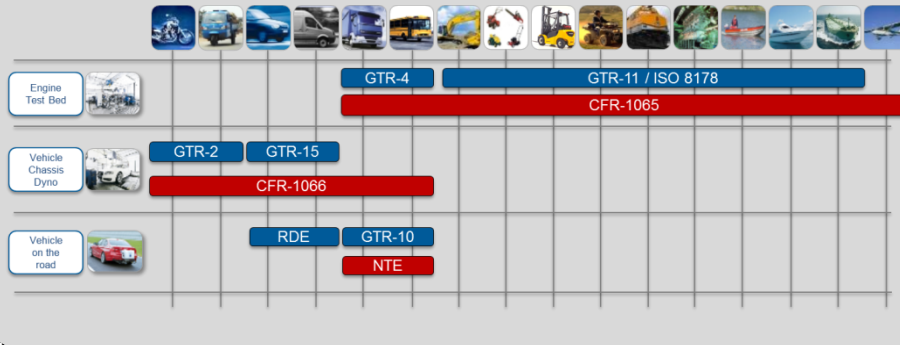 Engine
Test Bed
GTR-4
GTR-11 / ISO 8178
CFR-1065
Vehicle
Chassis
Dyno
GTR-2
GTR-15
CFR-1066
Vehicle
on the
road
RDE
GTR-10
NTE